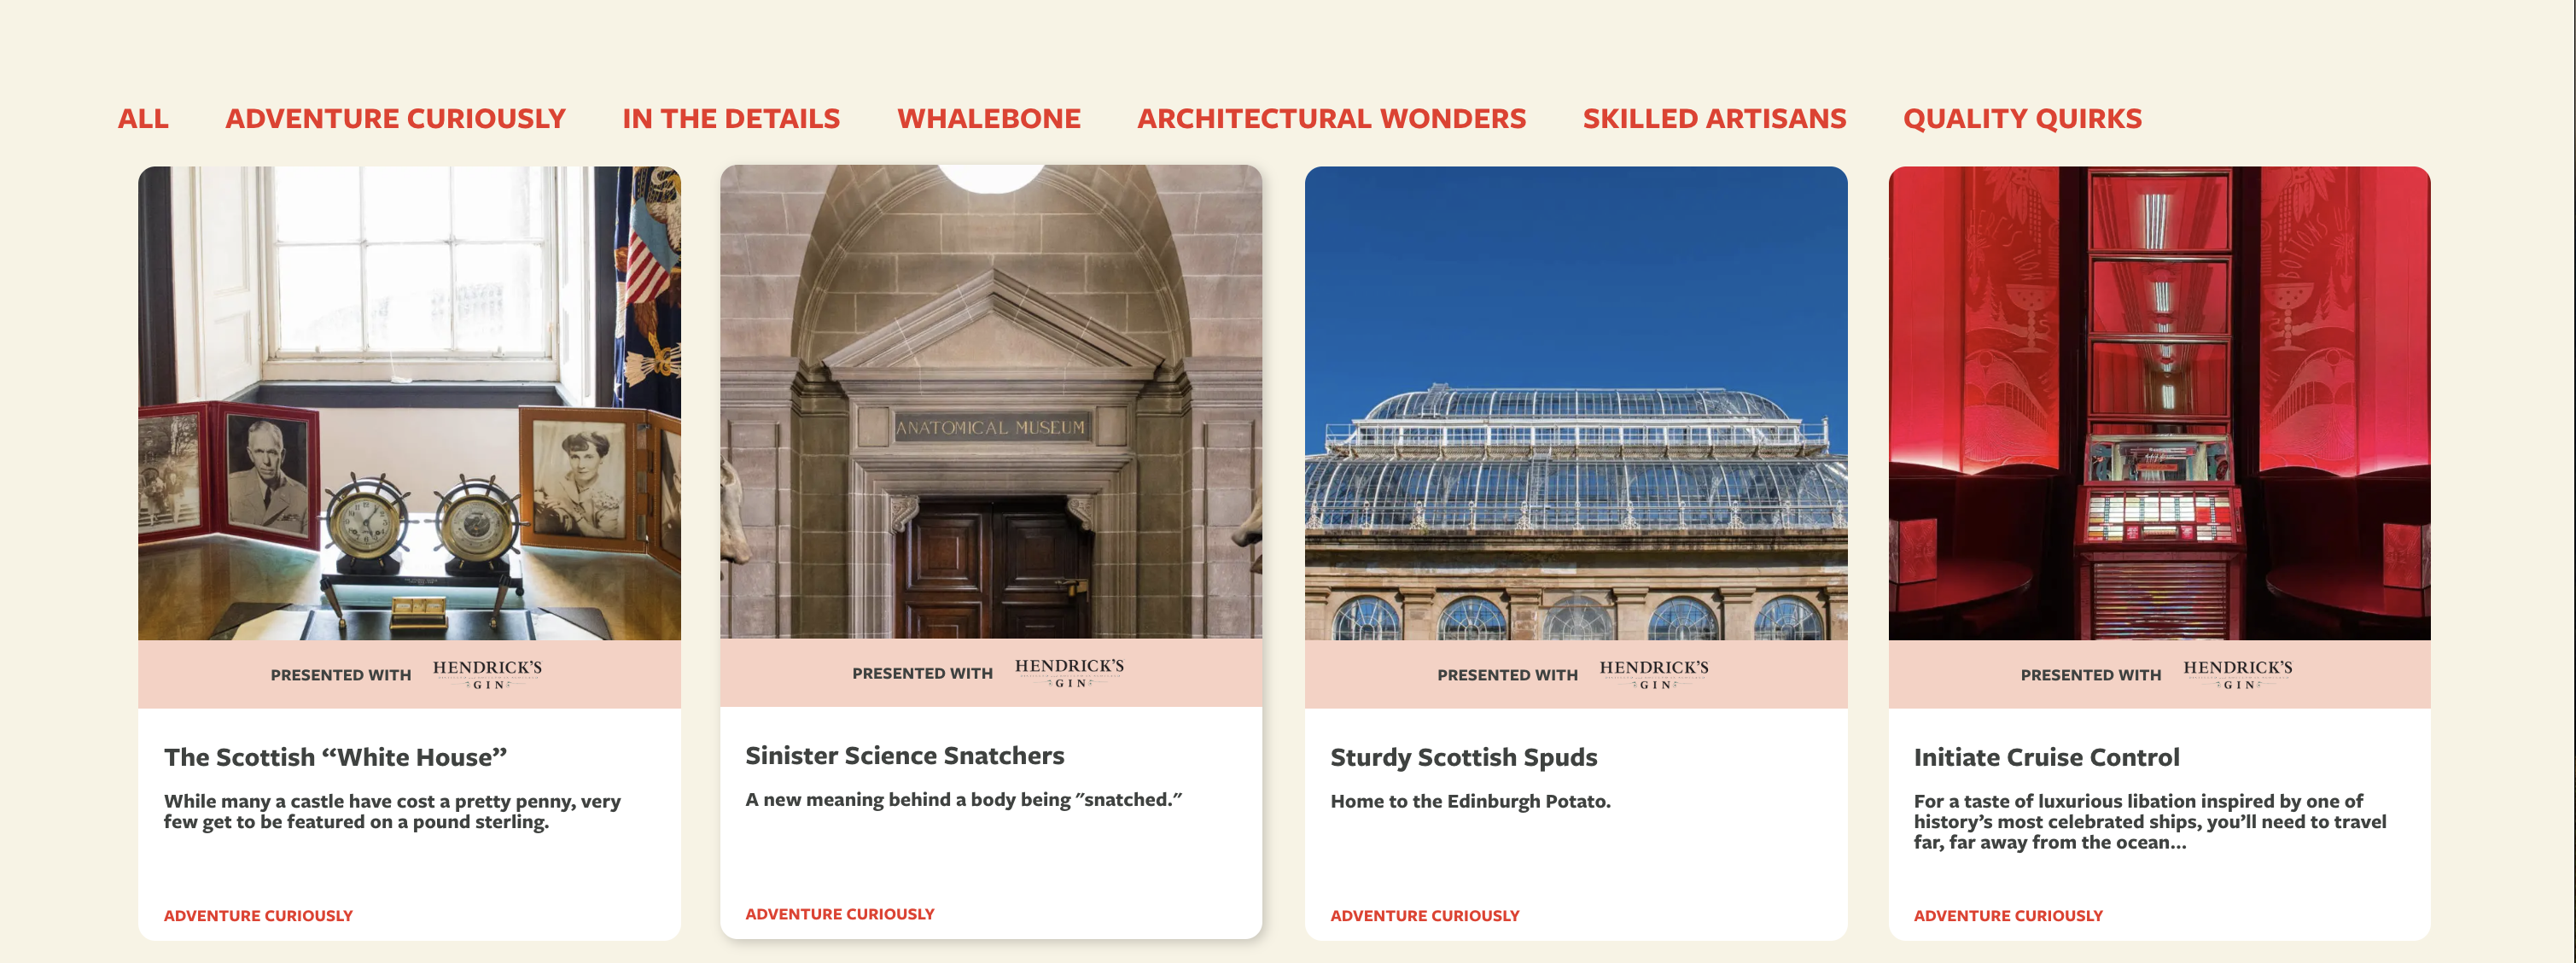 ALL ADVENTURE CURIOUSLY IN THE DETAILS WHALEBONE ARCHITECTURAL WONDERS SKILLED ARTISANS QUALITY QUIRKS
PRESENTED WITH HENDRICK'S
GIN
The Scottish “White House”
While many a castle have cost a pretty penny, very
few get to be featured on a pound sterling.
ADVENTURE CURIOUSLY
ANATOMICAL MUSEUM
PRESENTED WITH HENDRICK'S
GIN
Sinister Science Snatchers
A new meaning behind a body being "snatched."
ADVENTURE CURIOUSLY
PRESENTED WITH HENDRICK'S
GIN
Sturdy Scottish Spuds
Home to the Edinburgh Potato.
ADVENTURE CURIOUSLY
PRESENTED WITH HENDRICK'S
GIN
Initiate Cruise Control
For a taste of luxurious libation inspired by one of
history’s most celebrated ships, you’ll need to travel
far, far away from the ocean...
ADVENTURE CURIOUSLY